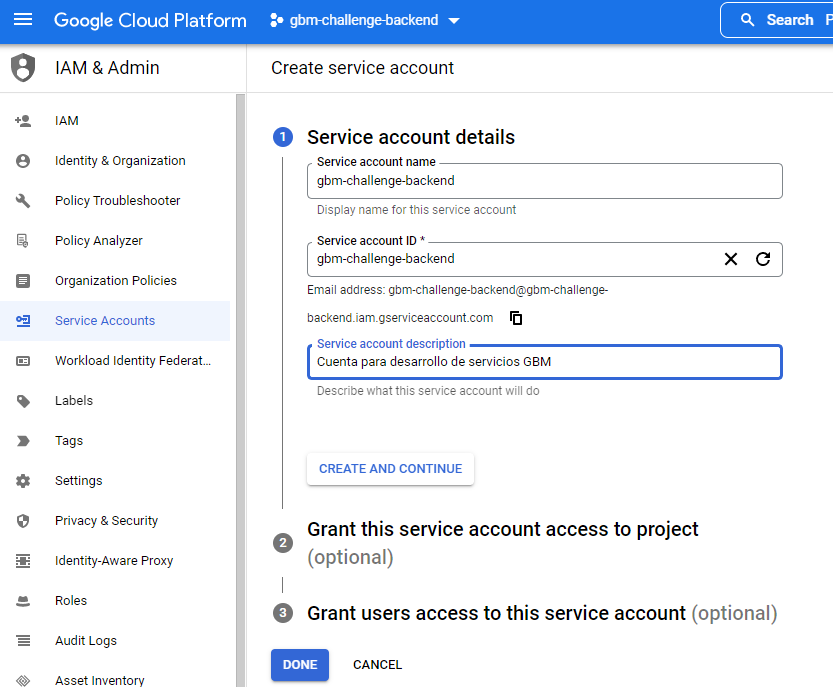 Google Cloud Platform
gbm-challenge-backend
Search
IAM & Admin
Create service account
IAM
Identity & Organization
Policy Troubleshooter
Policy Analyzer
Organization Policies
Service Accounts
Workload Identity Federat...
Labels
Tags
Settings
Privacy & Security
Identity-Aware Proxy
Roles
Audit Logs
Asset Inventory
1 Service account details
Service account name
gbm-challenge-backend
Display name for this service account
Service account ID *
gbm-challenge-backend
Email address: gbm-challenge-backend@gbm-challenge-
backend.iam.gserviceaccount.com
Service account description
Cuenta para desarrollo de servicios GBM
Describe what this service account will do
CREATE AND CONTINUE
2 Grant this service account access to project
(optional)
3 Grant users access to this service account (optional)
DONE
CANCEL